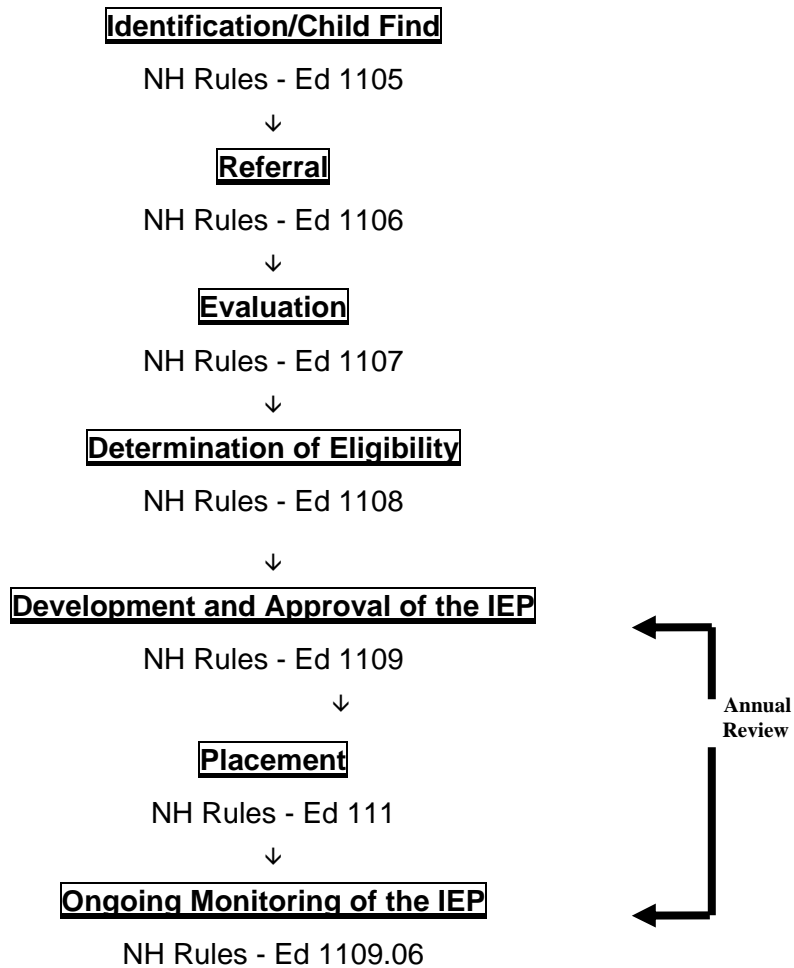 Identification/Child Find
NH Rules - Ed 1105
↓
Referral
NH Rules - Ed 1106
↓
Evaluation
NH Rules - Ed 1107
↓
Determination of Eligibility
NH Rules - Ed 1108
↓
Development and Approval of the IEP
NH Rules - Ed 1109
↓
Annual
Review
Placement
NH Rules - Ed 111
↓
Ongoing Monitoring of the IEP
NH Rules - Ed 1109.06